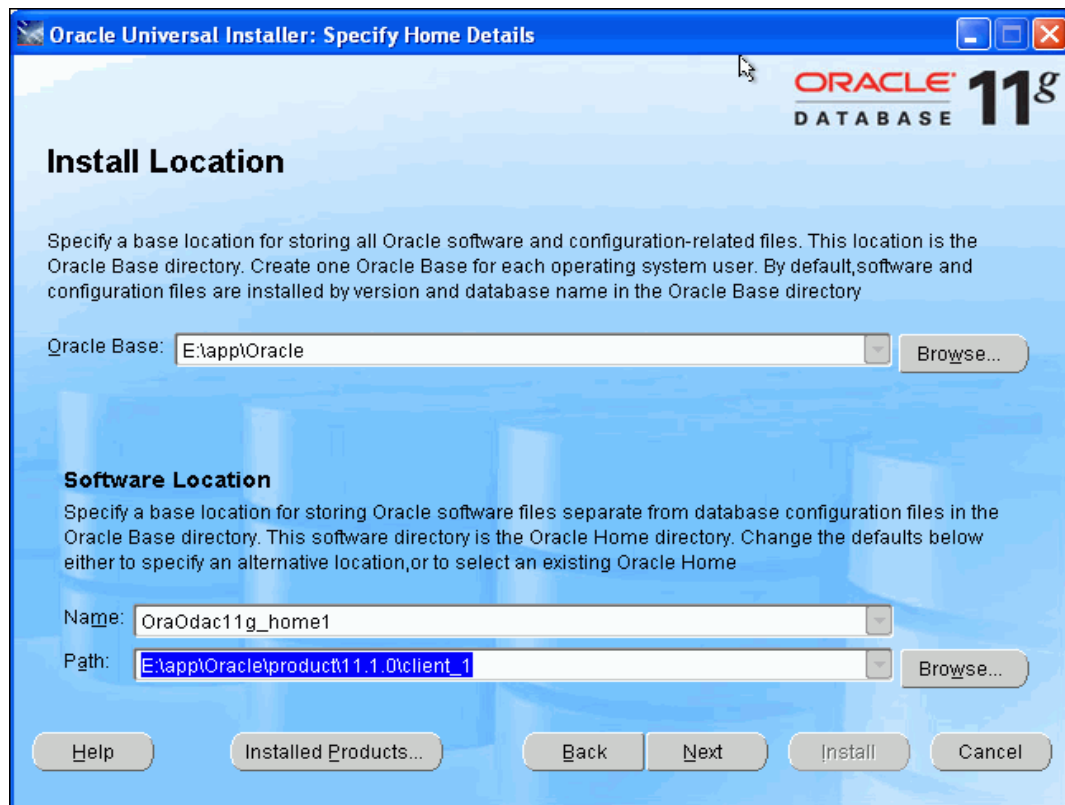 Oracle Universal Installer: Specify Home Details
ORACLE 11g
DATABASE
Install Location
Specify a base location for storing all Oracle software and configuration-related files. This location is the
Oracle Base directory. Create one Oracle Base for each operating system user. By default,software and
configuration files are installed by version and database name in the Oracle Base directory
Oracle Base: E:\app\Oracle Browse...
Software Location
Specify a base location for storing Oracle software files separate from database configuration files in the
Oracle Base directory. This software directory is the Oracle Home directory. Change the defaults below
either to specify an alternative location,or to select an existing Oracle Home
Name: OraOdac11g_home1
Path: E:\app\Oracle\product\11.1.0\client_1 Browse...
Help Installed Products... Back Next Install Cancel